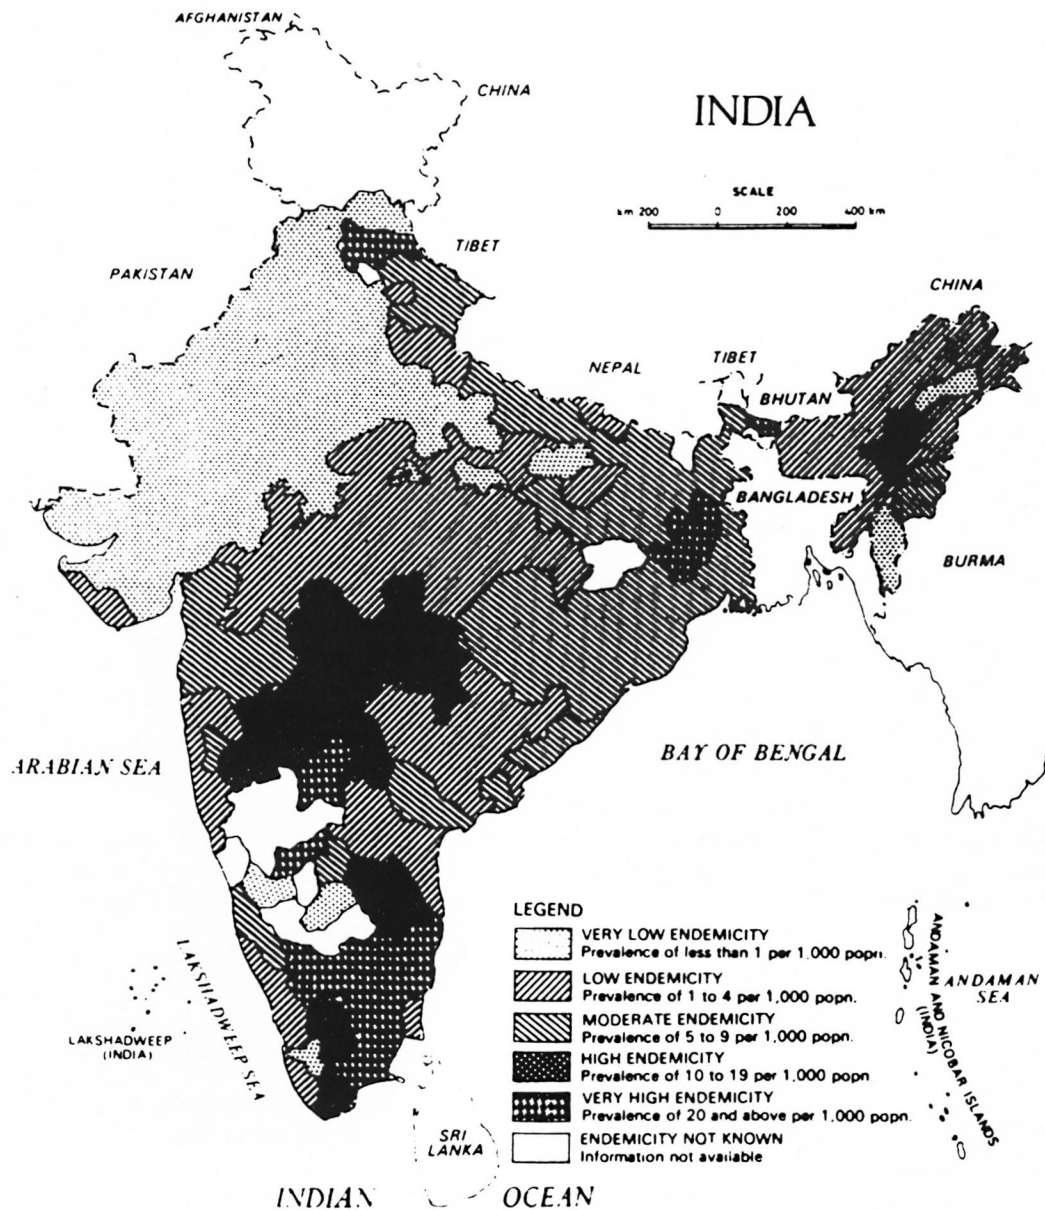 AFGHANISTAN
CHINA
INDIA
SCALE
km 200 0 200 400 km
TIBET
PAKISTAN
CHINA
NEPAL
TIBET
BHUTAN
BANGLADESH
BURMA
ARABIAN SEA
BAY OF BENGAL
LEGEND
VERY LOW ENDEMICITY
Prevalence of less than 1 per 1,000 popn.
LOW ENDEMICITY
Prevalence of 1 to 4 per 1,000 popn.
MODERATE ENDEMICITY
Prevalence of 5 to 9 per 1,000 popn.
HIGH ENDEMICITY
Prevalence of 10 to 19 per 1,000 popn
VERY HIGH ENDEMICITY
Prevalence of 20 and above per 1,000 popn.
ENDEMICITY NOT KNOWN
Information not available
LAKSHADWEEP
(INDIA)
LAKSHADWEEP SEA
ANDAMAN AND NICOBAR ISLANDS
(INDIA)
ANDAMAN
SEA
SRI
LANKA
INDIAN OCEAN